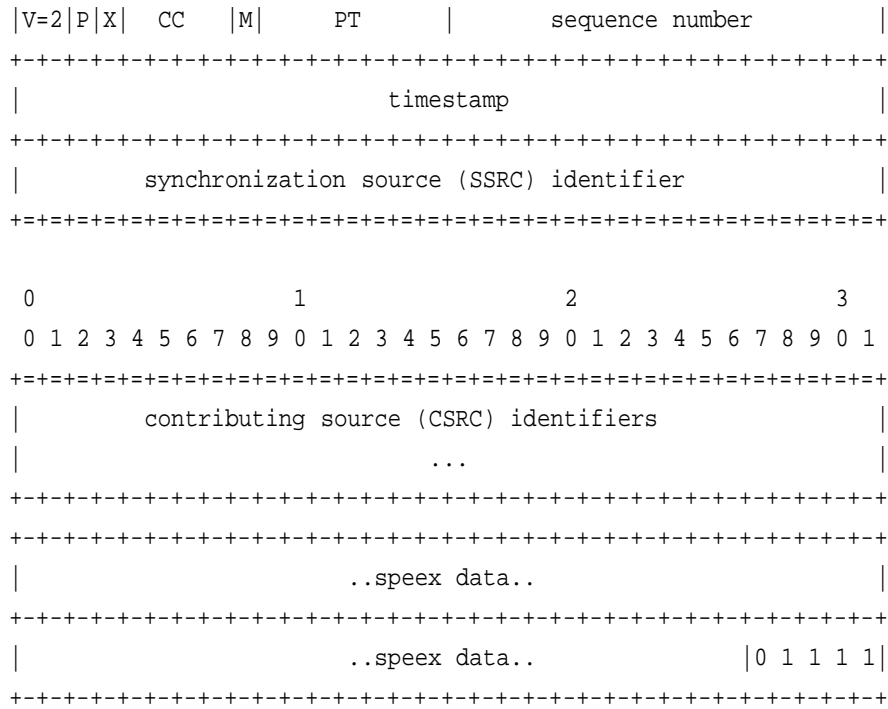 |V=2|P|X|  CC   |M|     PT      |       sequence number         |
+-+-+-+-+-+-+-+-+-+-+-+-+-+-+-+-+-+-+-+-+-+-+-+-+-+-+-+-+-+-+-+-+
|                           timestamp                           |
+-+-+-+-+-+-+-+-+-+-+-+-+-+-+-+-+-+-+-+-+-+-+-+-+-+-+-+-+-+-+-+-+
|         synchronization source (SSRC) identifier              |
+=+=+=+=+=+=+=+=+=+=+=+=+=+=+=+=+=+=+=+=+=+=+=+=+=+=+=+=+=+=+=+=+
 0                   1                   2                   3
 0 1 2 3 4 5 6 7 8 9 0 1 2 3 4 5 6 7 8 9 0 1 2 3 4 5 6 7 8 9 0 1
+=+=+=+=+=+=+=+=+=+=+=+=+=+=+=+=+=+=+=+=+=+=+=+=+=+=+=+=+=+=+=+=+
|         contributing source (CSRC) identifiers                |
|                              ...                              |
+-+-+-+-+-+-+-+-+-+-+-+-+-+-+-+-+-+-+-+-+-+-+-+-+-+-+-+-+-+-+-+-+
+-+-+-+-+-+-+-+-+-+-+-+-+-+-+-+-+-+-+-+-+-+-+-+-+-+-+-+-+-+-+-+-+
|                        ..speex data..                         |
+-+-+-+-+-+-+-+-+-+-+-+-+-+-+-+-+-+-+-+-+-+-+-+-+-+-+-+-+-+-+-+-+
|                        ..speex data..               |0 1 1 1 1|
+-+-+-+-+-+-+-+-+-+-+-+-+-+-+-+-+-+-+-+-+-+-+-+-+-+-+-+-+-+-+-+-+